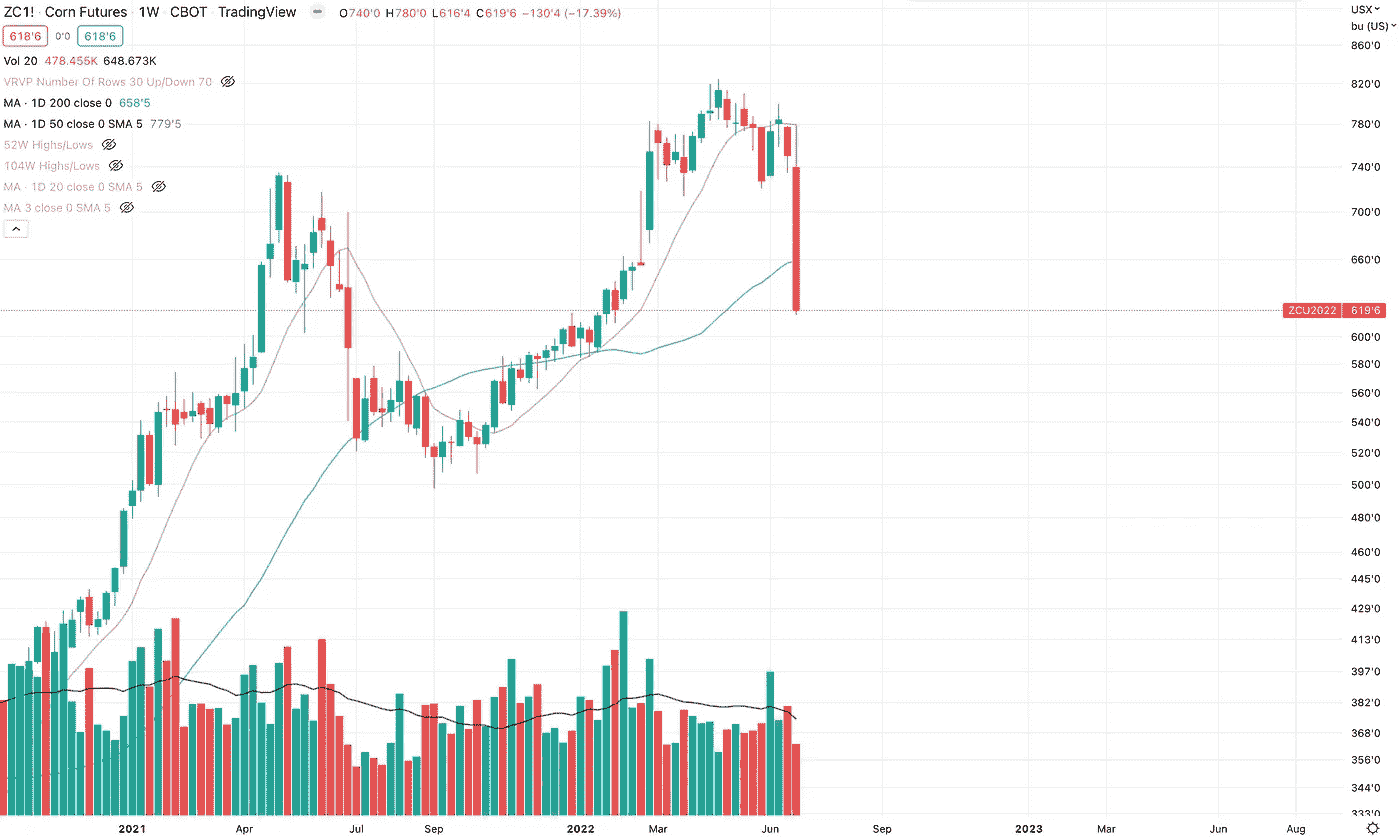 ZC1! · Corn Futures · 1W · CBOT · TradingView O740'0 H780'0 L616'4 C619'6 −130'4 (−17.39%)
618'6 0'0 618'6
Vol 20 478.455K 648.673K
VRVP Number Of Rows 30 Up/Down 70
MA · 1D 200 close 0 658'5
MA · 1D 50 close 0 SMA 5 779'5
52W Highs/Lows
104W Highs/Lows
MA · 1D 20 close 0 SMA 5
MA 3 close 0 SMA 5
USX
bu (US)
860'0
820'0
780'0
740'0
700'0
660'0
ZCU2022 619'6
600'0
580'0
560'0
540'0
520'0
500'0
480'0
460'0
445'0
429'0
413'0
397'0
382'0
368'0
356'0
344'0
333'0
2021 Apr Jul Sep 2022 Mar Jun Sep 2023 Mar Jun Aug